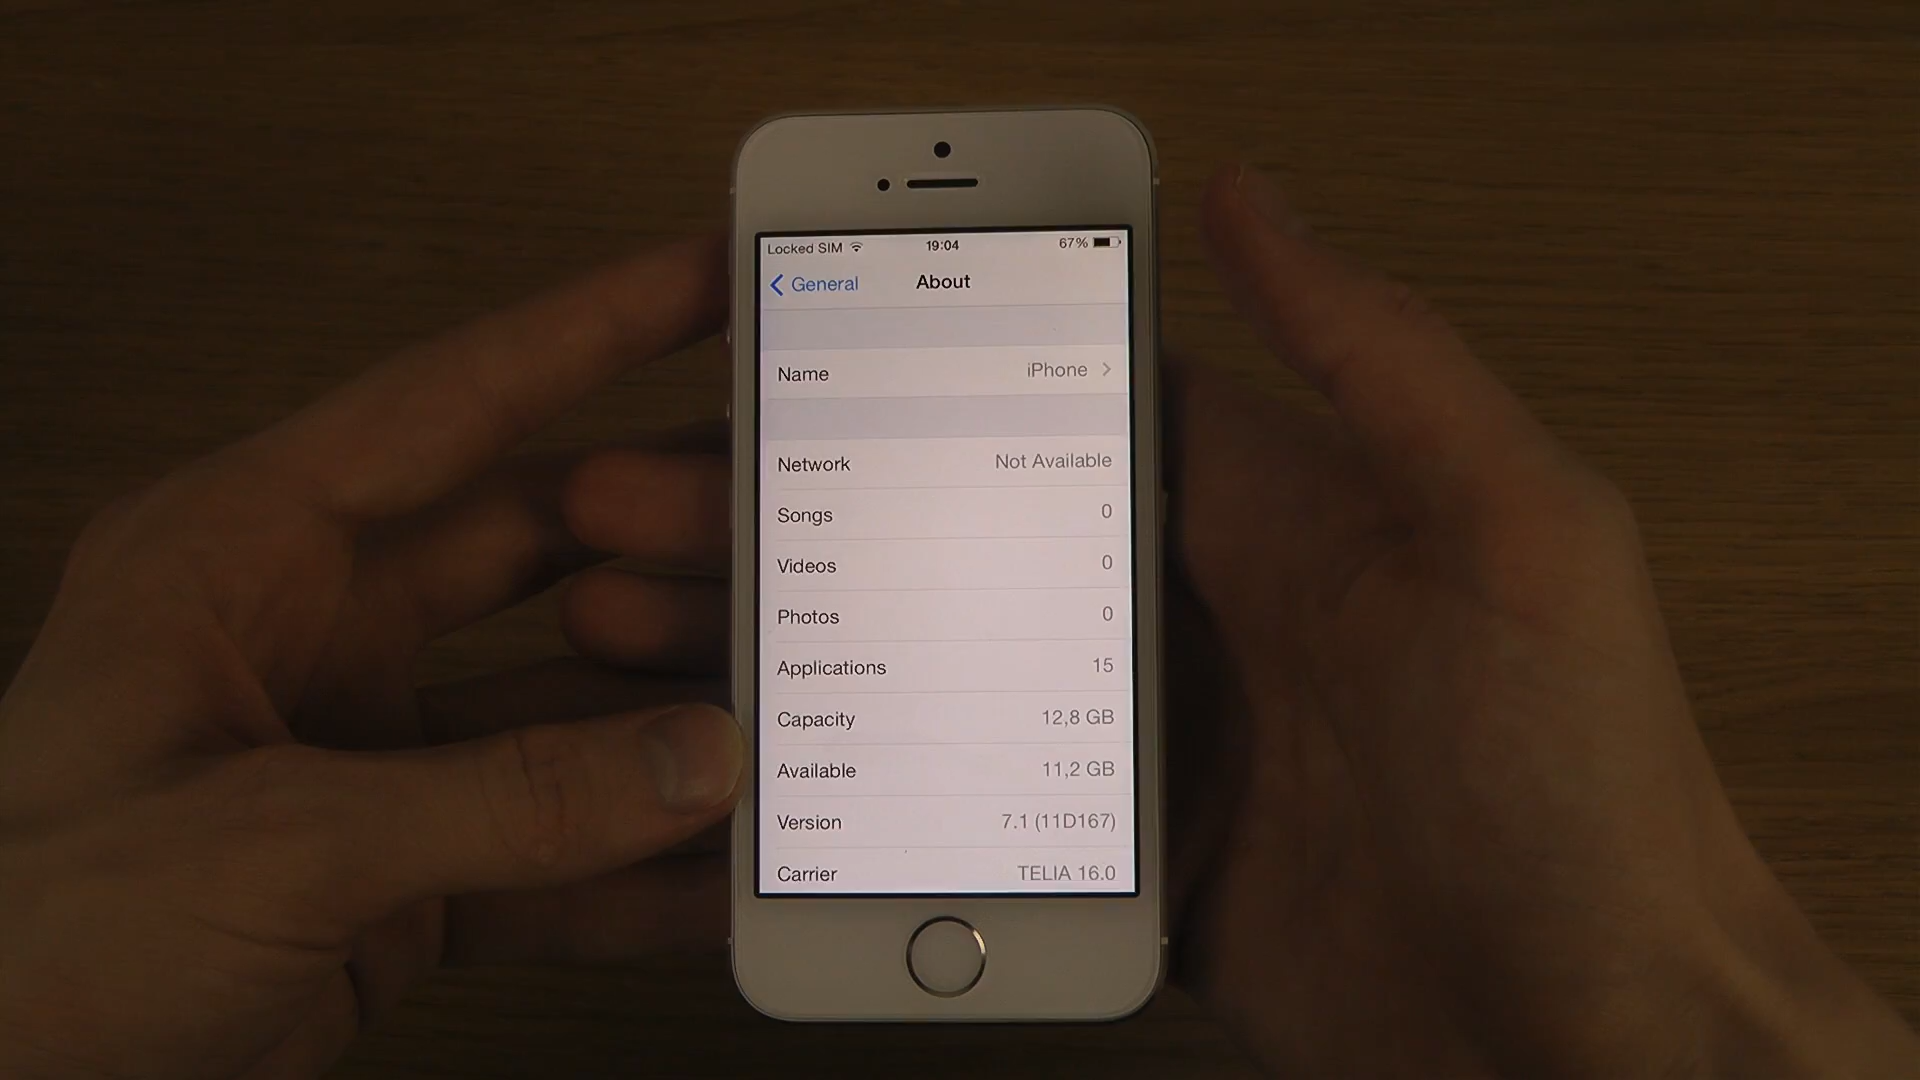 Locked SIM 19:04 67%
General About
Name iPhone
Network Not Available
Songs 0
Videos 0
Photos 0
Applications 15
Capacity 12,8 GB
Available 11,2 GB
Version 7.1 (11D167)
Carrier TELIA 16.0